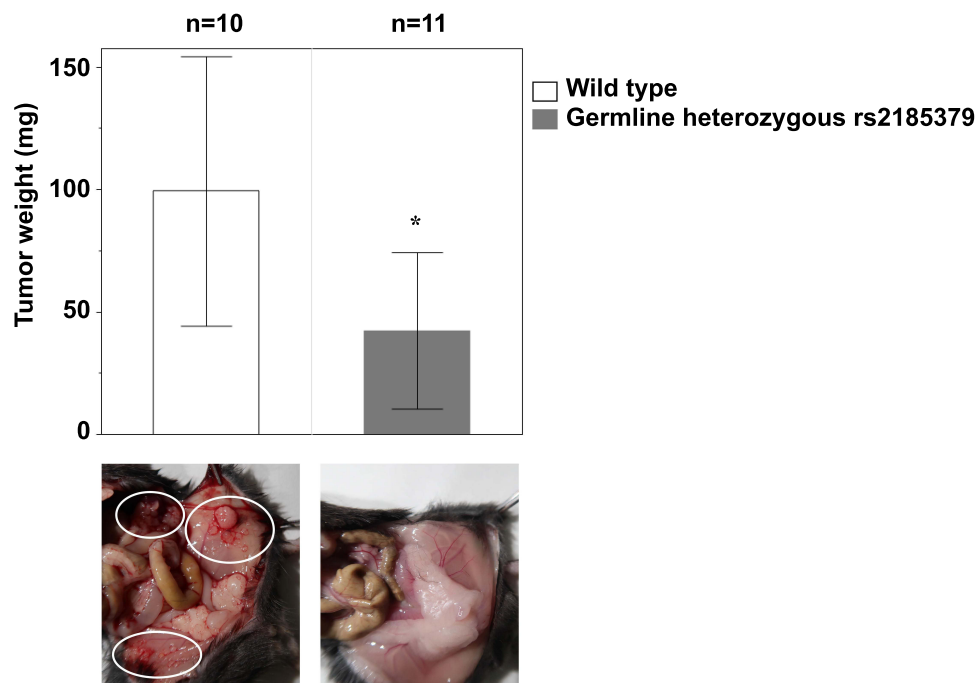 n=10
n=11
Tumor weight (mg)
150
100
50
0
*
Wild type
Germline heterozygous rs2185379